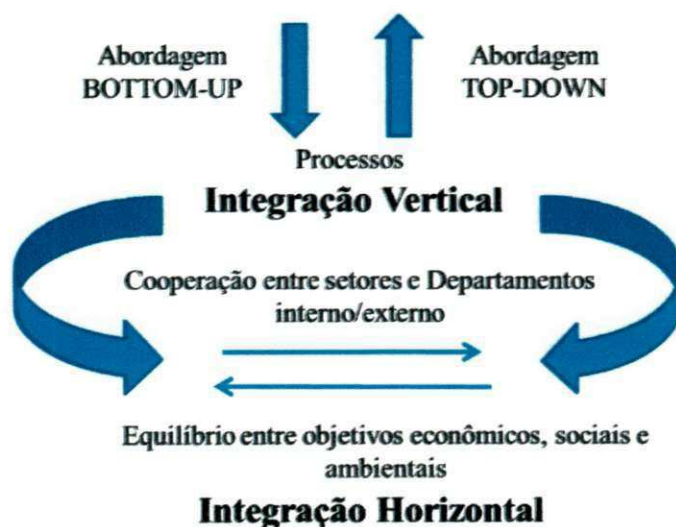 Abordagem
BOTTOM-UP
Abordagem
TOP-DOWN
Processos
Integração Vertical
Cooperação entre setores e Departamentos
interno/externo
Equilíbrio entre objetivos econômicos, sociais e
ambientais
Integração Horizontal